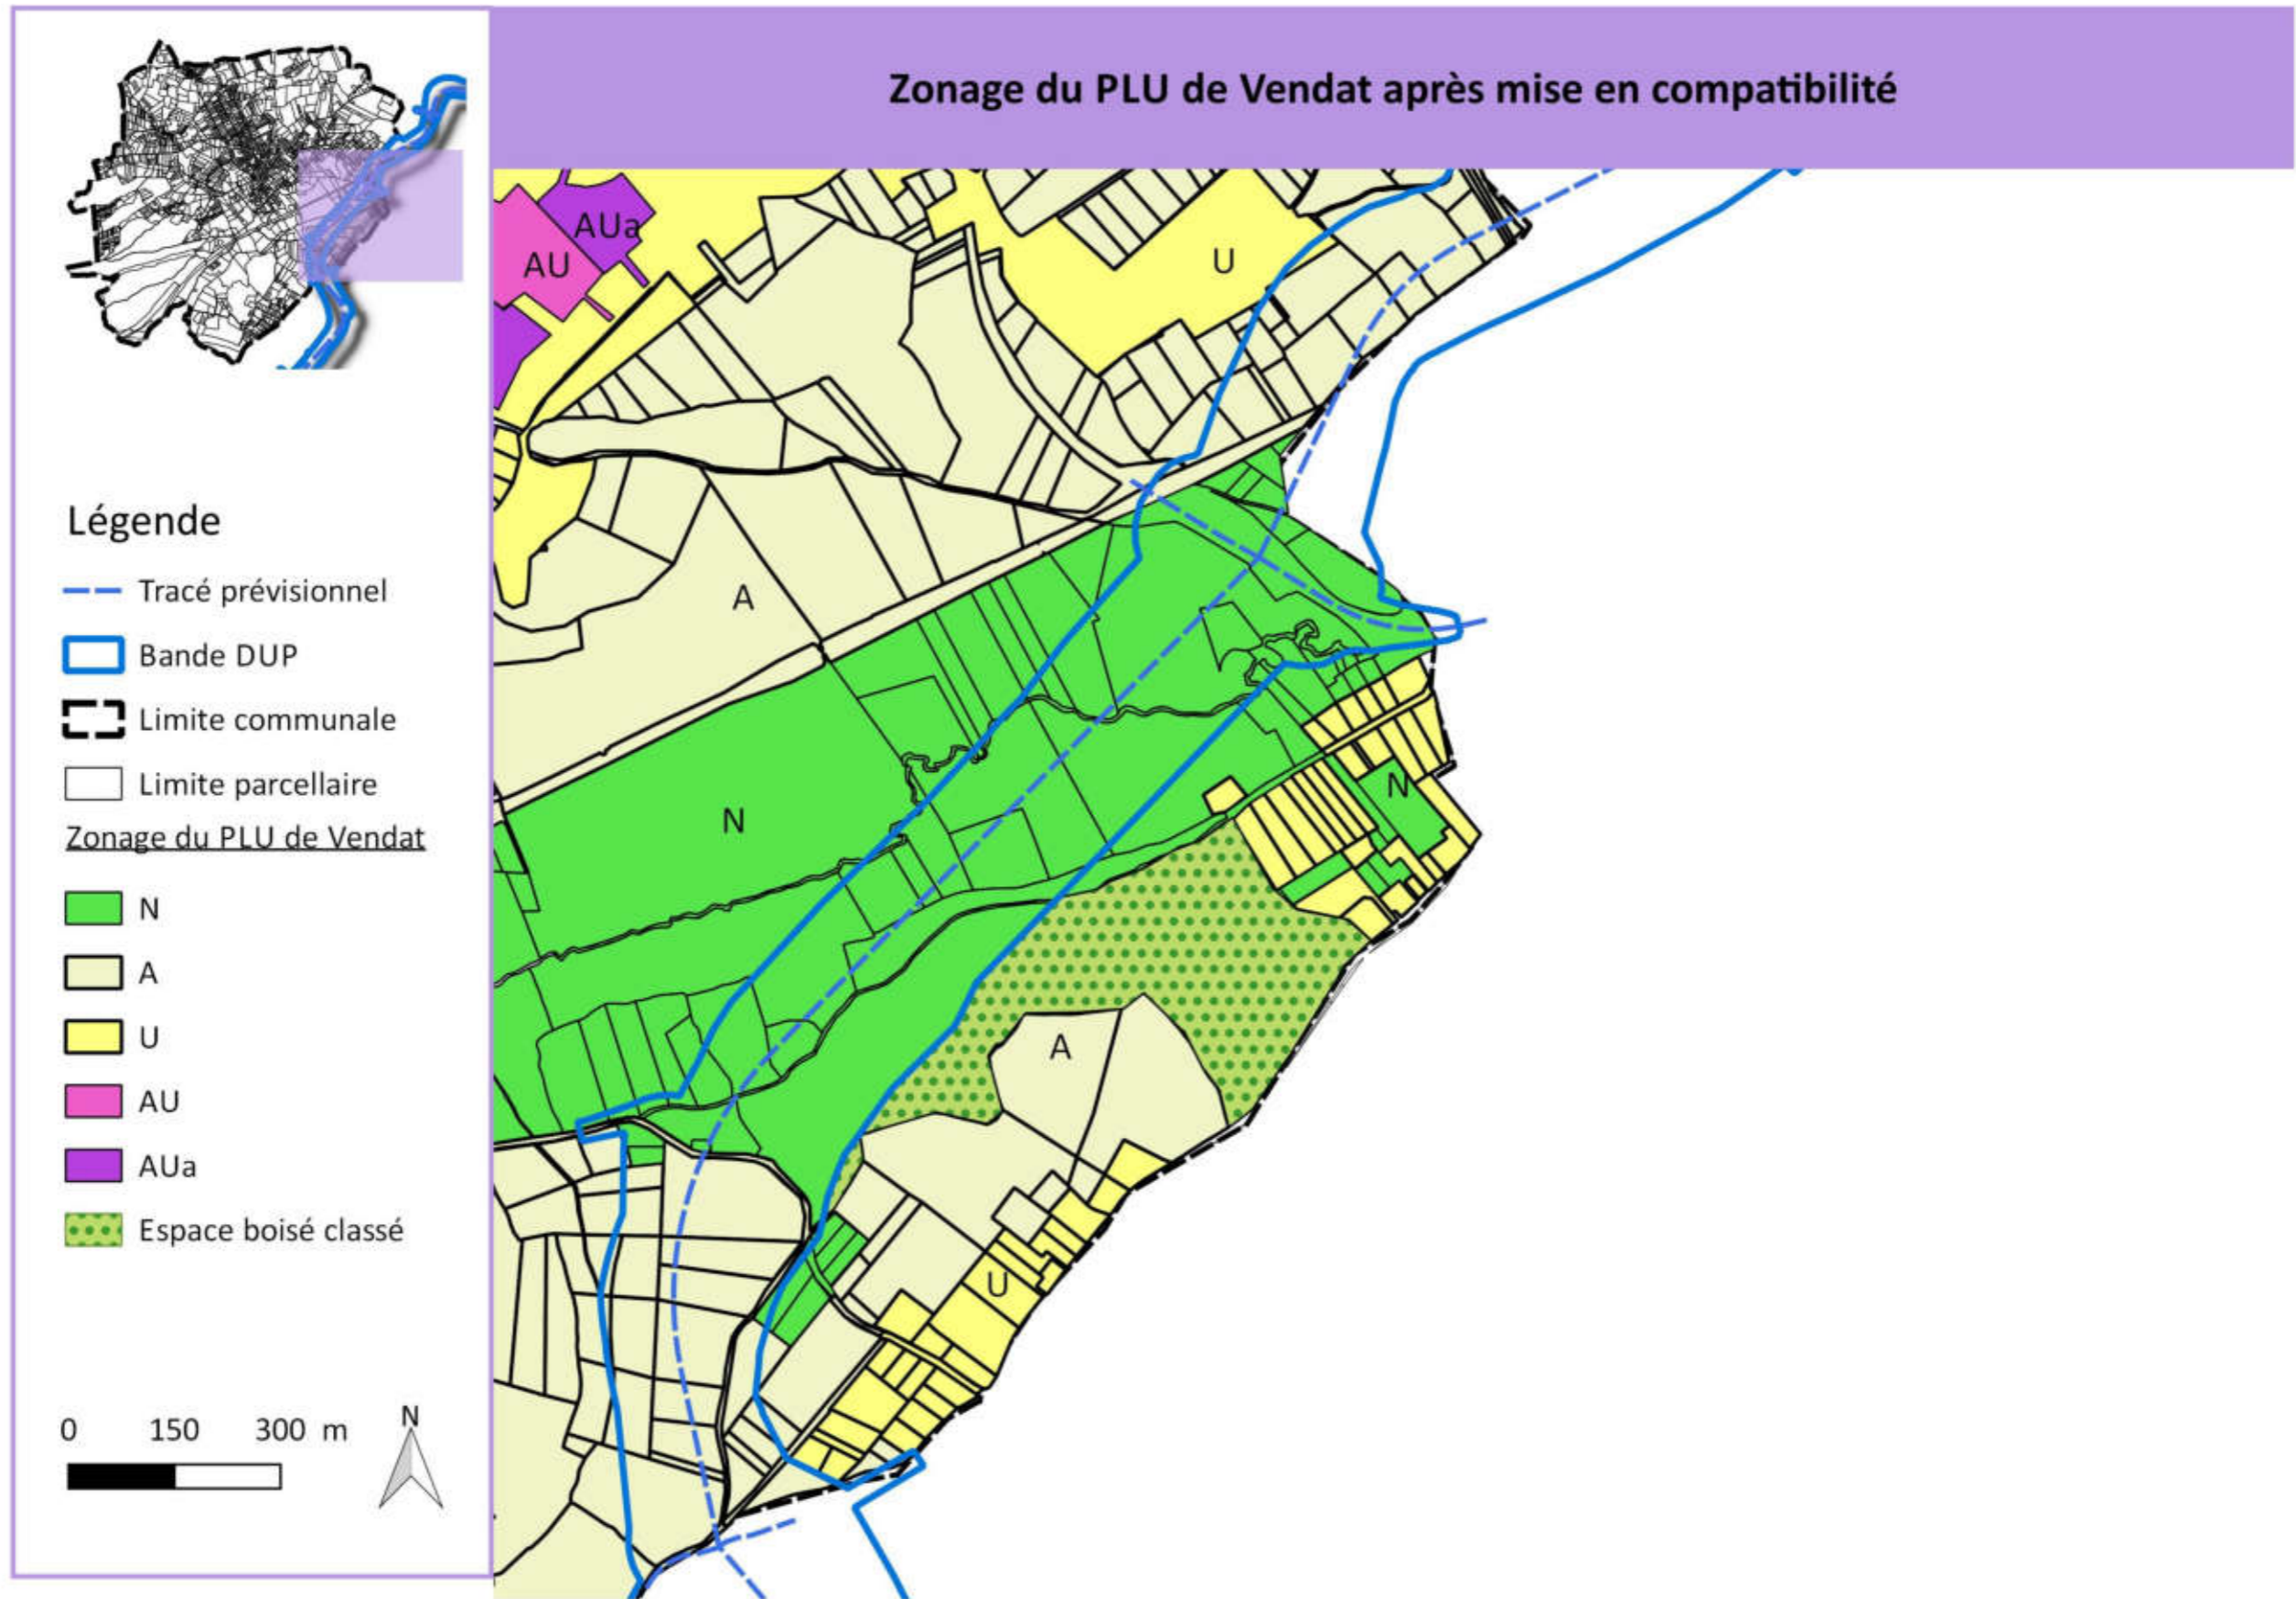 Zonage du PLU de Vendat après mise en compatibilité
Légende
Tracé prévisionnel
Bande DUP
Limite communale
Limite parcellaire
Zonage du PLU de Vendat
N
A
U
AU
AUa
Espace boisé classé
0 150 300 m
N
AUa
AU
U
A
N
N
A
U